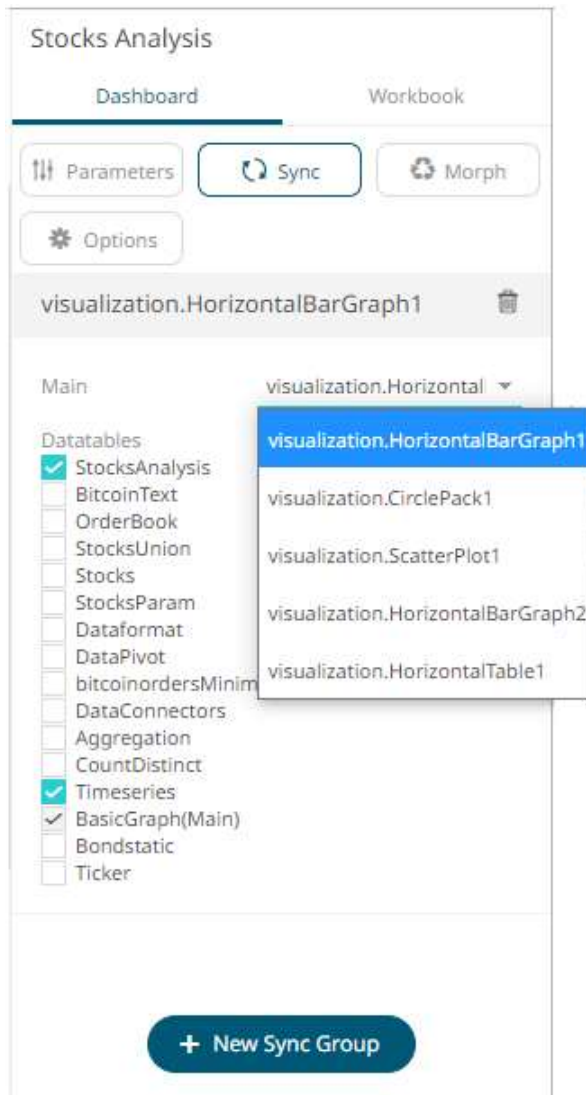 Stocks Analysis
Dashboard Workbook
Parameters Sync Morph
Options
visualization.HorizontalBarGraph1
Main visualization.Horizontal
Datatables
visualization.HorizontalBarGraph1
StocksAnalysis
BitcoinText
visualization.CirclePack1
OrderBook
StocksUnion
visualization.ScatterPlot1
Stocks
StocksParam
visualization.HorizontalBarGraph2
Dataformat
DataPivot
visualization.HorizontalTable1
bitcoinordersMinim
DataConnectors
Aggregation
CountDistinct
Timeseries
BasicGraph(Main)
Bondstatic
Ticker
+ New Sync Group